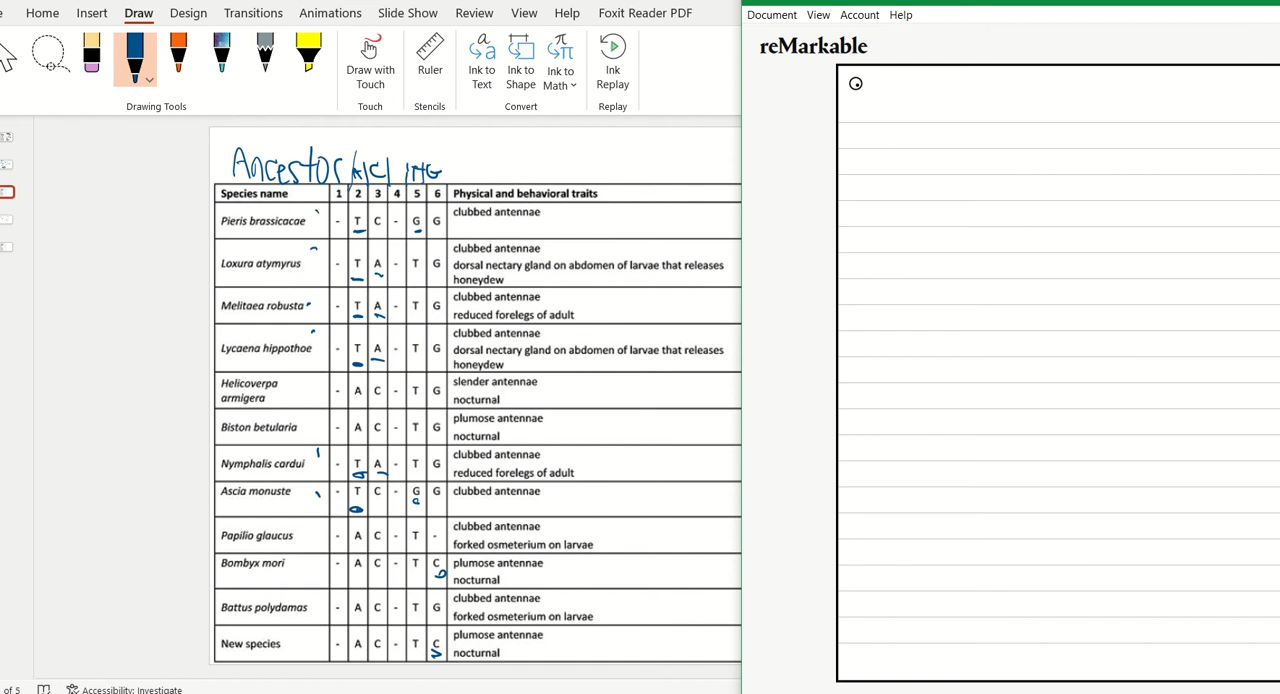 Home Insert Draw Design Transitions Animations Slide Show Review View Help Foxit Reader PDF
Document View Account Help
reMarkable
Draw with Touch
Ruler
Ink to Text
Ink to Shape
Ink to Math
Ink Replay
Drawing Tools Touch Stencils Convert Replay
Ancestor
Species name 1 2 3 4 5 6 Physical and behavioral traits
Pieris brassicacae - T C - G G clubbed antennae
Loxura atymyrus - T A - T G clubbed antennae
dorsal nectary gland on abdomen of larvae that releases
honeydew
Melitaea robusta - T A - T G clubbed antennae
reduced forelegs of adult
Lycaena hippothoe - T A - T G clubbed antennae
dorsal nectary gland on abdomen of larvae that releases
honeydew
Helicoverpa armigera - A C - T G slender antennae
nocturnal
Biston betularia - A C - T G plumose antennae
nocturnal
Nymphalis cardui - T A - T G clubbed antennae
reduced forelegs of adult
Ascia monuste - T C - G G clubbed antennae
Papilio glaucus - A C - T - clubbed antennae
forked osmeterium on larvae
Bombyx mori - A C - T C plumose antennae
nocturnal
Battus polydamas - A C - T G clubbed antennae
forked osmeterium on larvae
New species - A C - T C plumose antennae
nocturnal
of 5 Accessibility: Investigate